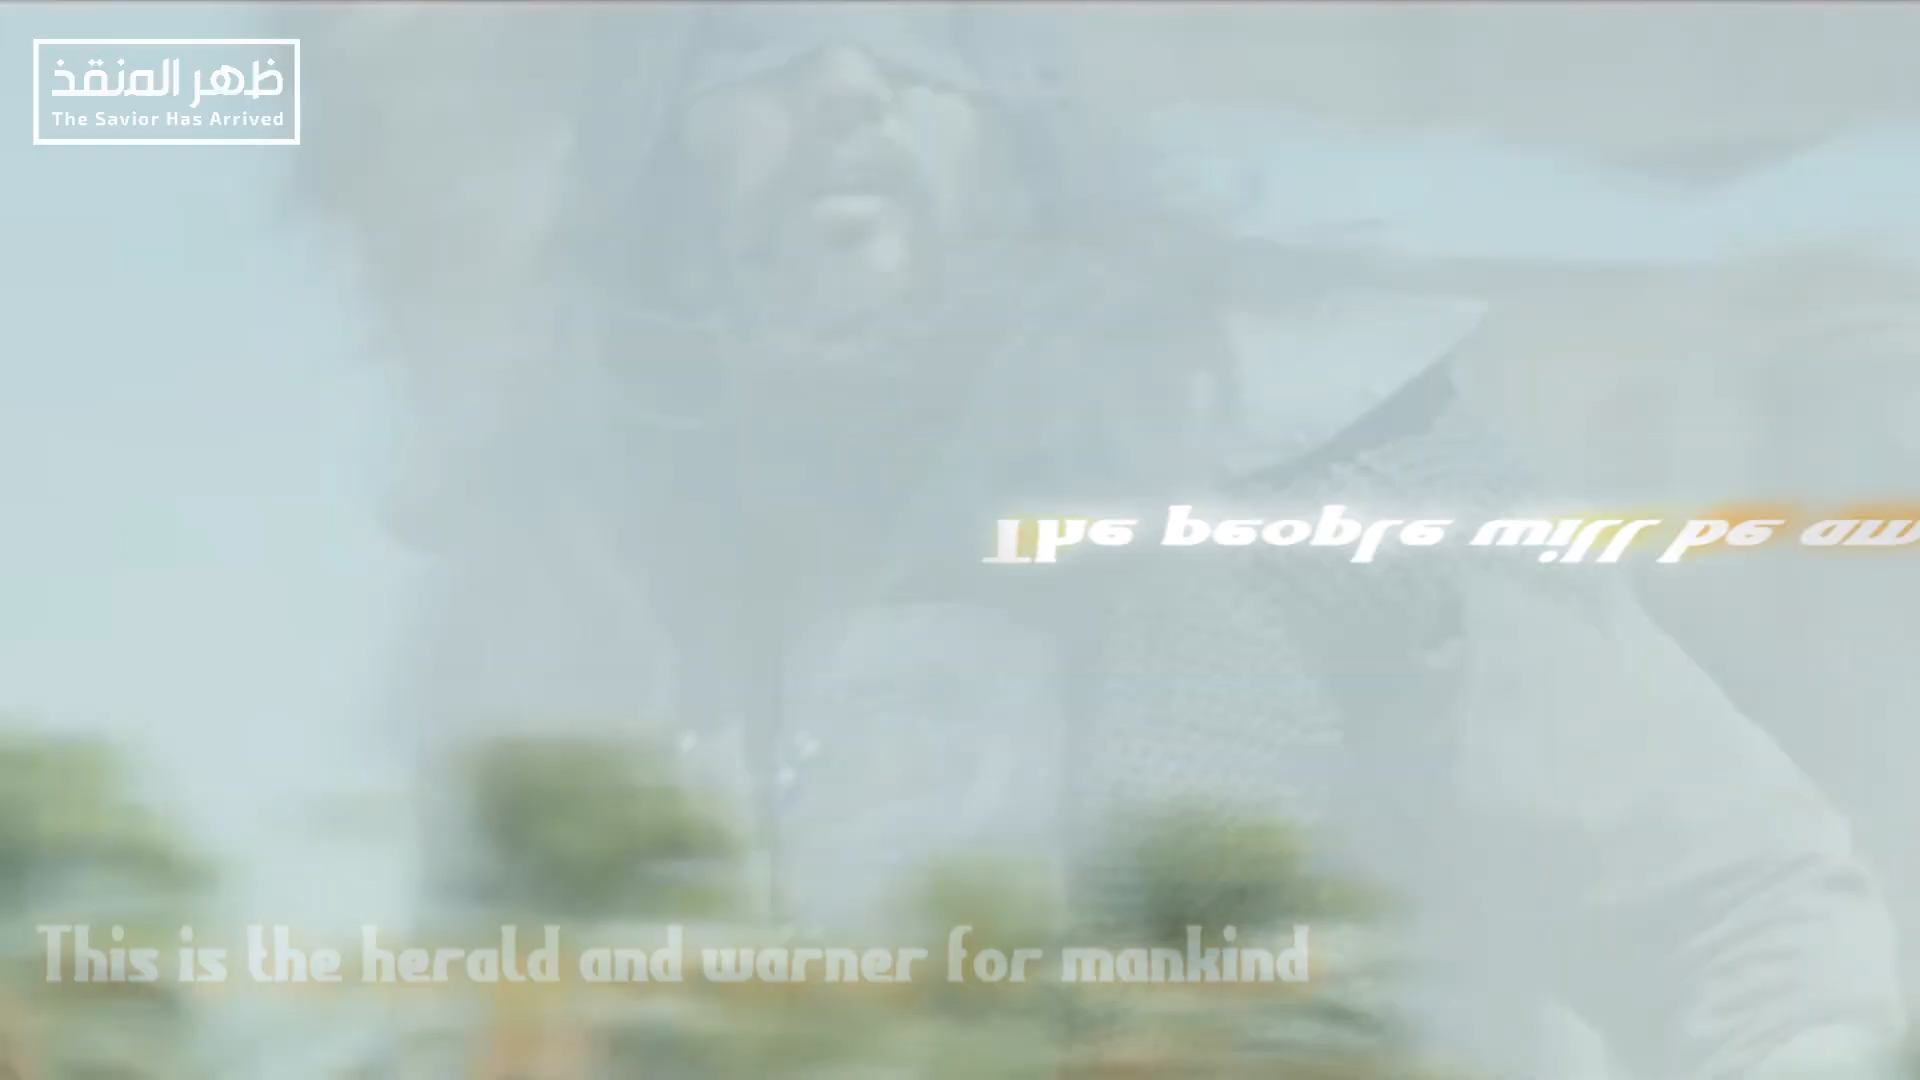 ظهر المنقذ
The Savior Has Arrived
The people will be
This is the herald and warner for mankind